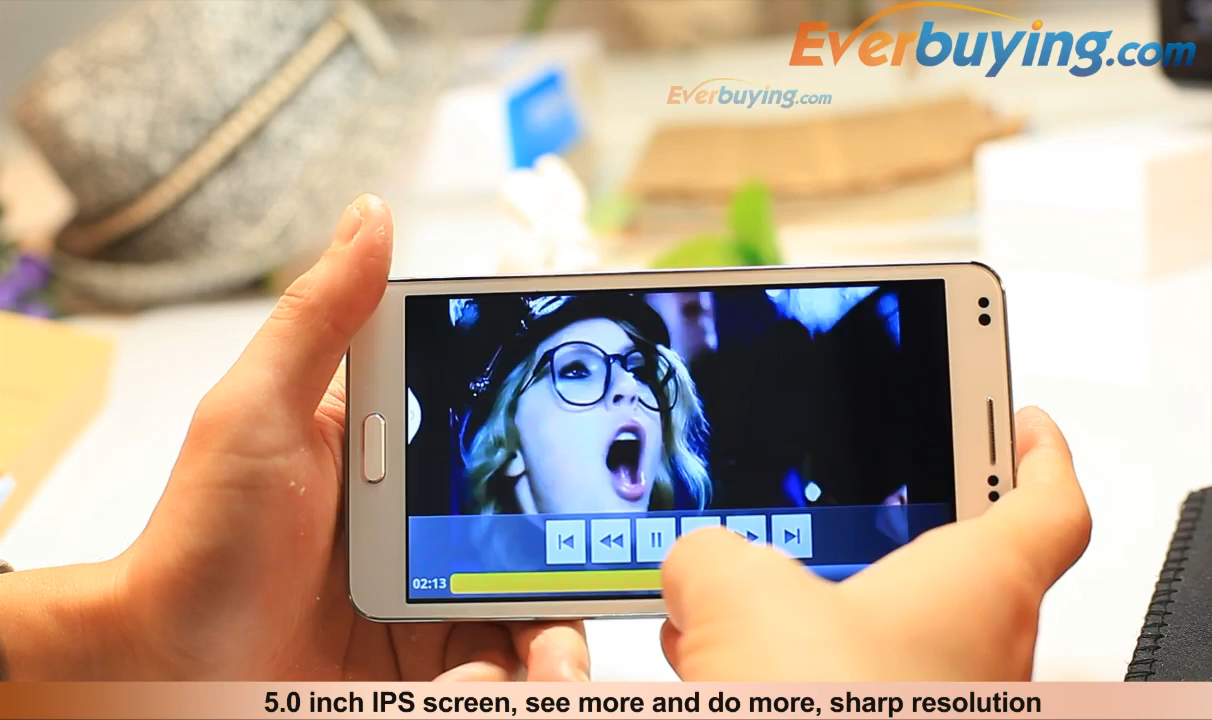 Everbuying.com
Everbuying.com
02:13
5.0 inch IPS screen, see more and do more, sharp resolution